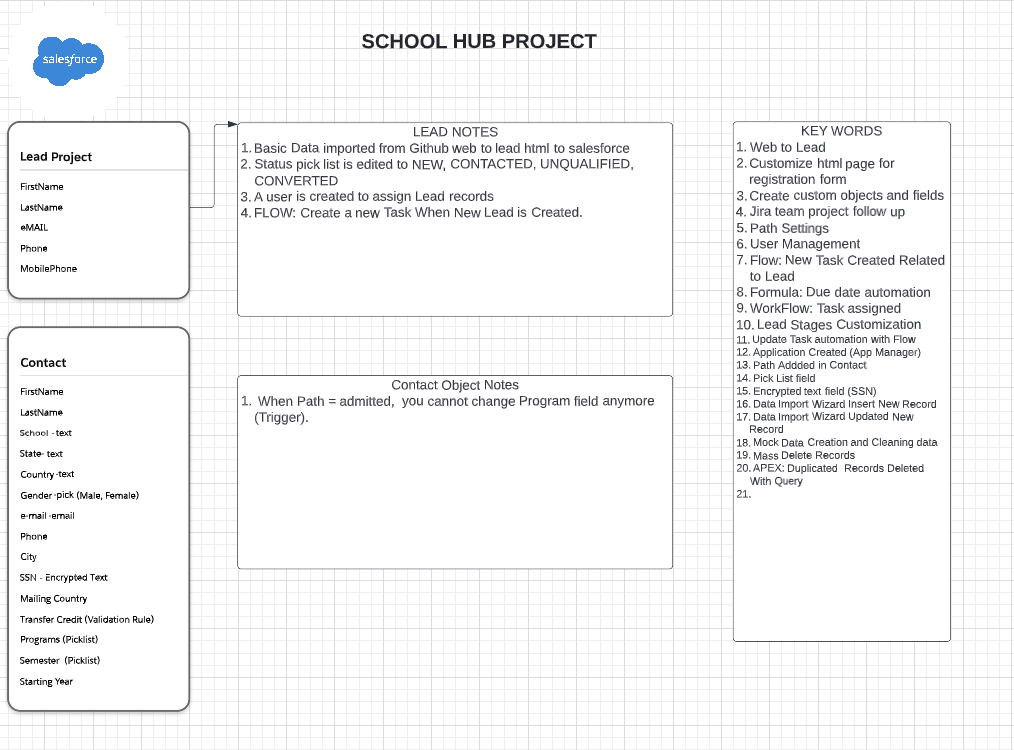 SCHOOL HUB PROJECT
salesforce
Lead Project
FirstName
LastName
eMAIL
Phone
MobilePhone
LEAD NOTES
1. Basic Data imported from Github web to lead html to salesforce
2. Status pick list is edited to NEW, CONTACTED, UNQUALIFIED,
CONVERTED
3. A user is created to assign Lead records
4. FLOW: Create a new Task When New Lead is Created.
Contact
FirstName
LastName
School - text
State- text
Country -text
Gender -pick (Male, Female)
e-mail -email
Phone
City
SSN - Encrypted Text
Mailing Country
Transfer Credit (Validation Rule)
Programs (Picklist)
Semester (Picklist)
Starting Year
Contact Object Notes
1. When Path = admitted, you cannot change Program field anymore
(Trigger).
KEY WORDS
1. Web to Lead
2. Customize html page for
registration form
3. Create custom objects and fields
4. Jira team project follow up
5. Path Settings
6. User Management
7. Flow: New Task Created Related
to Lead
8. Formula: Due date automation
9. WorkFlow: Task assigned
10. Lead Stages Customization
11. Update Task automation with Flow
12. Application Created (App Manager)
13. Path Addded in Contact
14. Pick List field
15. Encrypted text field (SSN)
16. Data Import Wizard Insert New Record
17. Data Import Wizard Updated New
Record
18. Mock Data Creation and Cleaning data
19. Mass Delete Records
20. APEX: Duplicated Records Deleted
With Query
21.